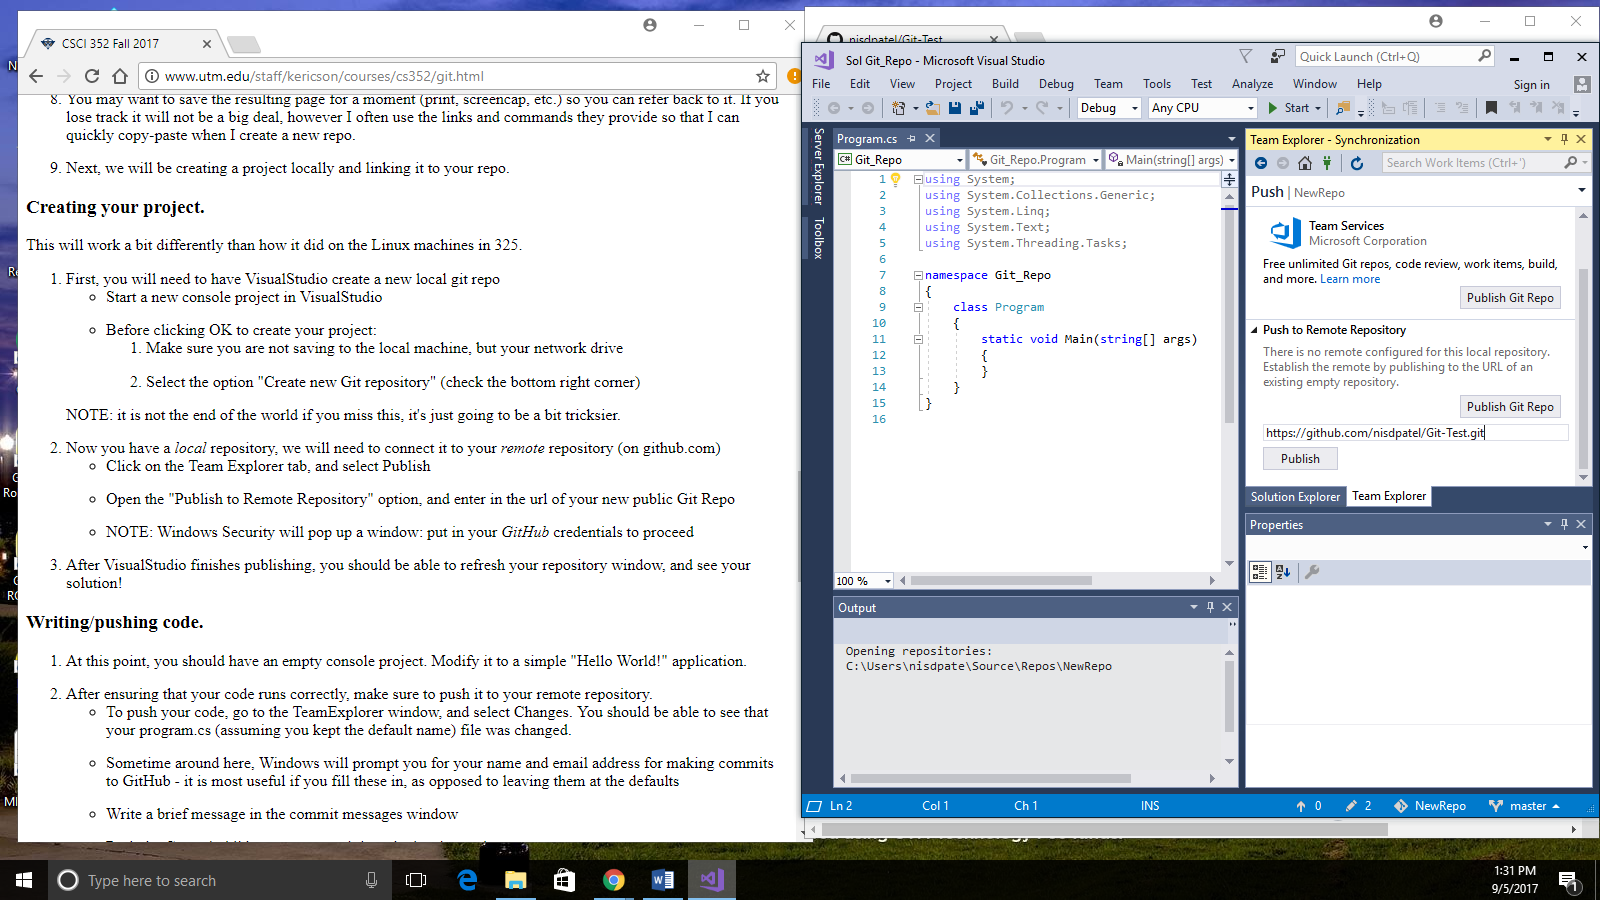 CSCI 352 Fall 2017
www.utm.edu/staff/kericson/courses/cs352/git.html
8. You may want to save the resulting page for a moment (print, screencap, etc.) so you can refer back to it. If you
lose track it will not be a big deal, however I often use the links and commands they provide so that I can
quickly copy-paste when I create a new repo.
9. Next, we will be creating a project locally and linking it to your repo.
Creating your project.
This will work a bit differently than how it did on the Linux machines in 325.
1. First, you will need to have VisualStudio create a new local git repo
Start a new console project in VisualStudio
Before clicking OK to create your project:
1. Make sure you are not saving to the local machine, but your network drive
2. Select the option "Create new Git repository" (check the bottom right corner)
NOTE: it is not the end of the world if you miss this, it's just going to be a bit tricksier.
2. Now you have a local repository, we will need to connect it to your remote repository (on github.com)
Click on the Team Explorer tab, and select Publish
Open the "Publish to Remote Repository" option, and enter in the url of your new public Git Repo
NOTE: Windows Security will pop up a window: put in your GitHub credentials to proceed
3. After VisualStudio finishes publishing, you should be able to refresh your repository window, and see your
solution!
Writing/pushing code.
1. At this point, you should have an empty console project. Modify it to a simple "Hello World!" application.
2. After ensuring that your code runs correctly, make sure to push it to your remote repository.
To push your code, go to the TeamExplorer window, and select Changes. You should be able to see that
your program.cs (assuming you kept the default name) file was changed.
Sometime around here, Windows will prompt you for your name and email address for making commits
to GitHub - it is most useful if you fill these in, as opposed to leaving them at the defaults
Write a brief message in the commit messages window
nisdpatel/Git-Test
Sol Git_Repo - Microsoft Visual Studio
Quick Launch (Ctrl+Q)
File Edit View Project Build Debug Team Tools Test Analyze Window Help
Sign in
Debug Any CPU Start
Server Explorer
Toolbox
Program.cs
Git_Repo Git_Repo.Program Main(string[] args)
1 using System;
2 using System.Collections.Generic;
3 using System.Linq;
4 using System.Text;
5 using System.Threading.Tasks;
6
7 namespace Git_Repo
8 {
9 class Program
10 {
11 static void Main(string[] args)
12 {
13 }
14 }
15 }
16
100 %
Output
Opening repositories:
C:\Users\nisdpate\Source\Repos\NewRepo
Team Explorer - Synchronization
Search Work Items (Ctrl+')
Push | NewRepo
Team Services
Microsoft Corporation
Free unlimited Git repos, code review, work items, build,
and more. Learn more
Publish Git Repo
Push to Remote Repository
There is no remote configured for this local repository.
Establish the remote by publishing to the URL of an
existing empty repository.
Publish Git Repo
https://github.com/nisdpatel/Git-Test.git
Publish
Solution Explorer Team Explorer
Properties
Ln 2 Col 1 Ch 1 INS 0 2 NewRepo master
Type here to search
1:31 PM
9/5/2017
1